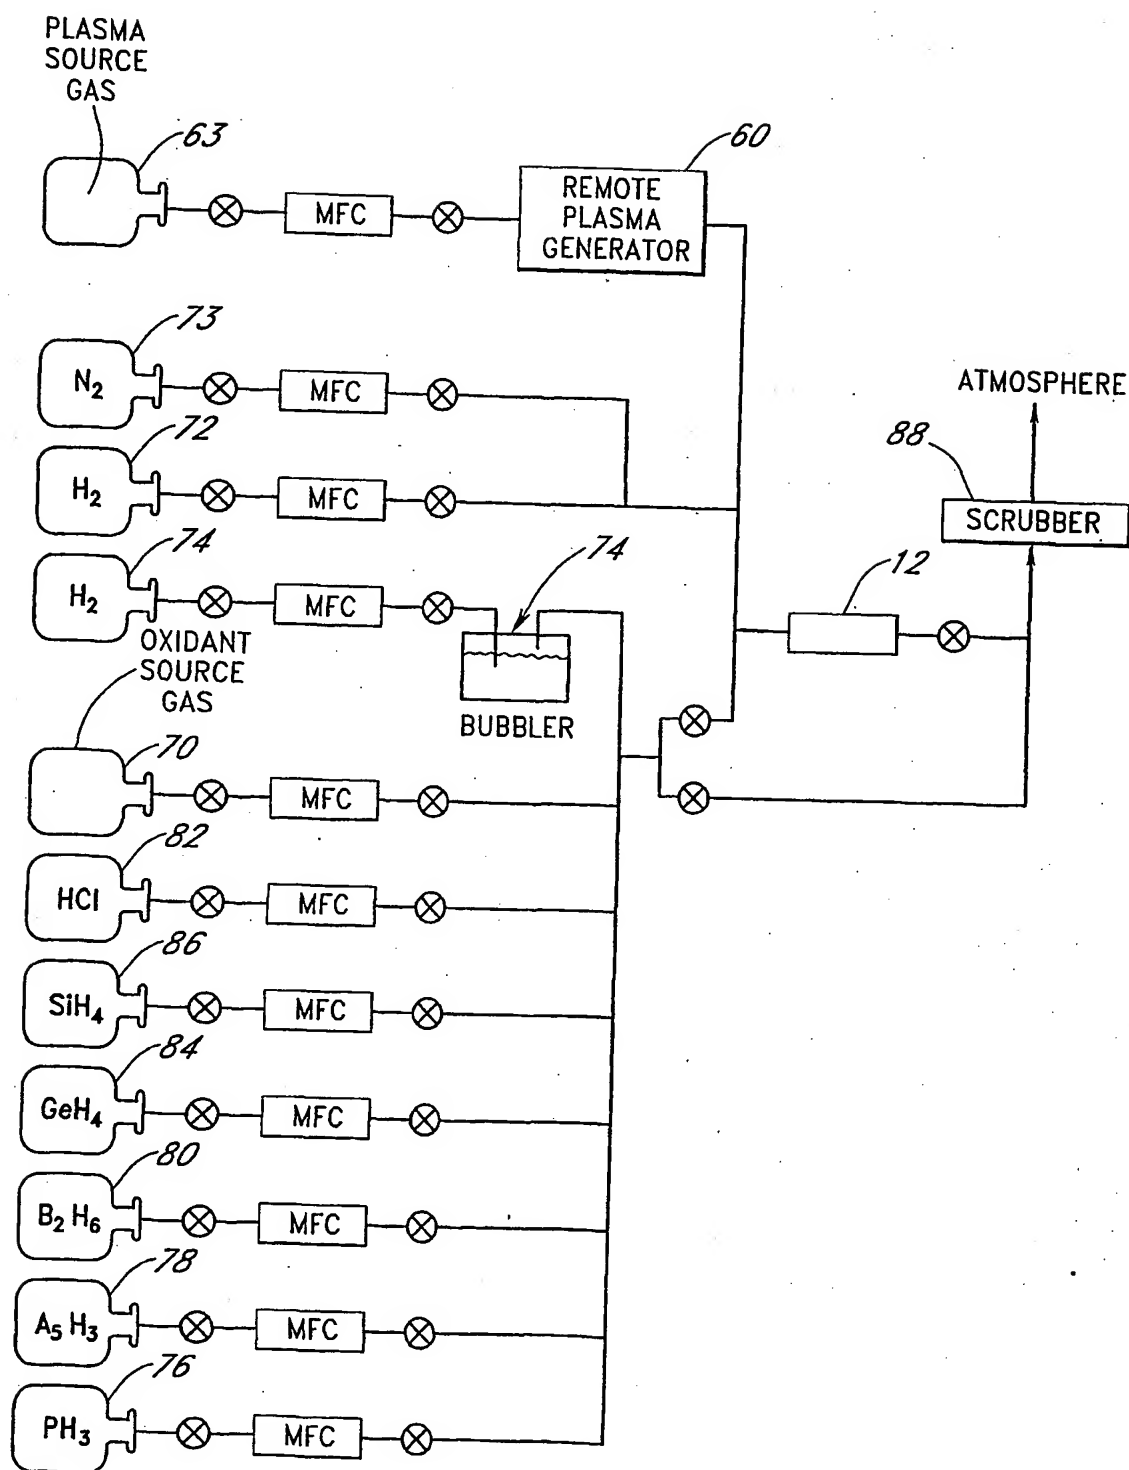 PLASMA
SOURCE
GAS
63
60
MFC
REMOTE
PLASMA
GENERATOR
73
N2
MFC
ATMOSPHERE
72
H2
MFC
88
SCRUBBER
74
H2
MFC
74
12
OXIDANT
SOURCE
GAS
BUBBLER
70
MFC
82
HCl
MFC
86
SiH4
MFC
84
GeH4
MFC
80
B2 H6
MFC
78
A5 H3
MFC
76
PH3
MFC